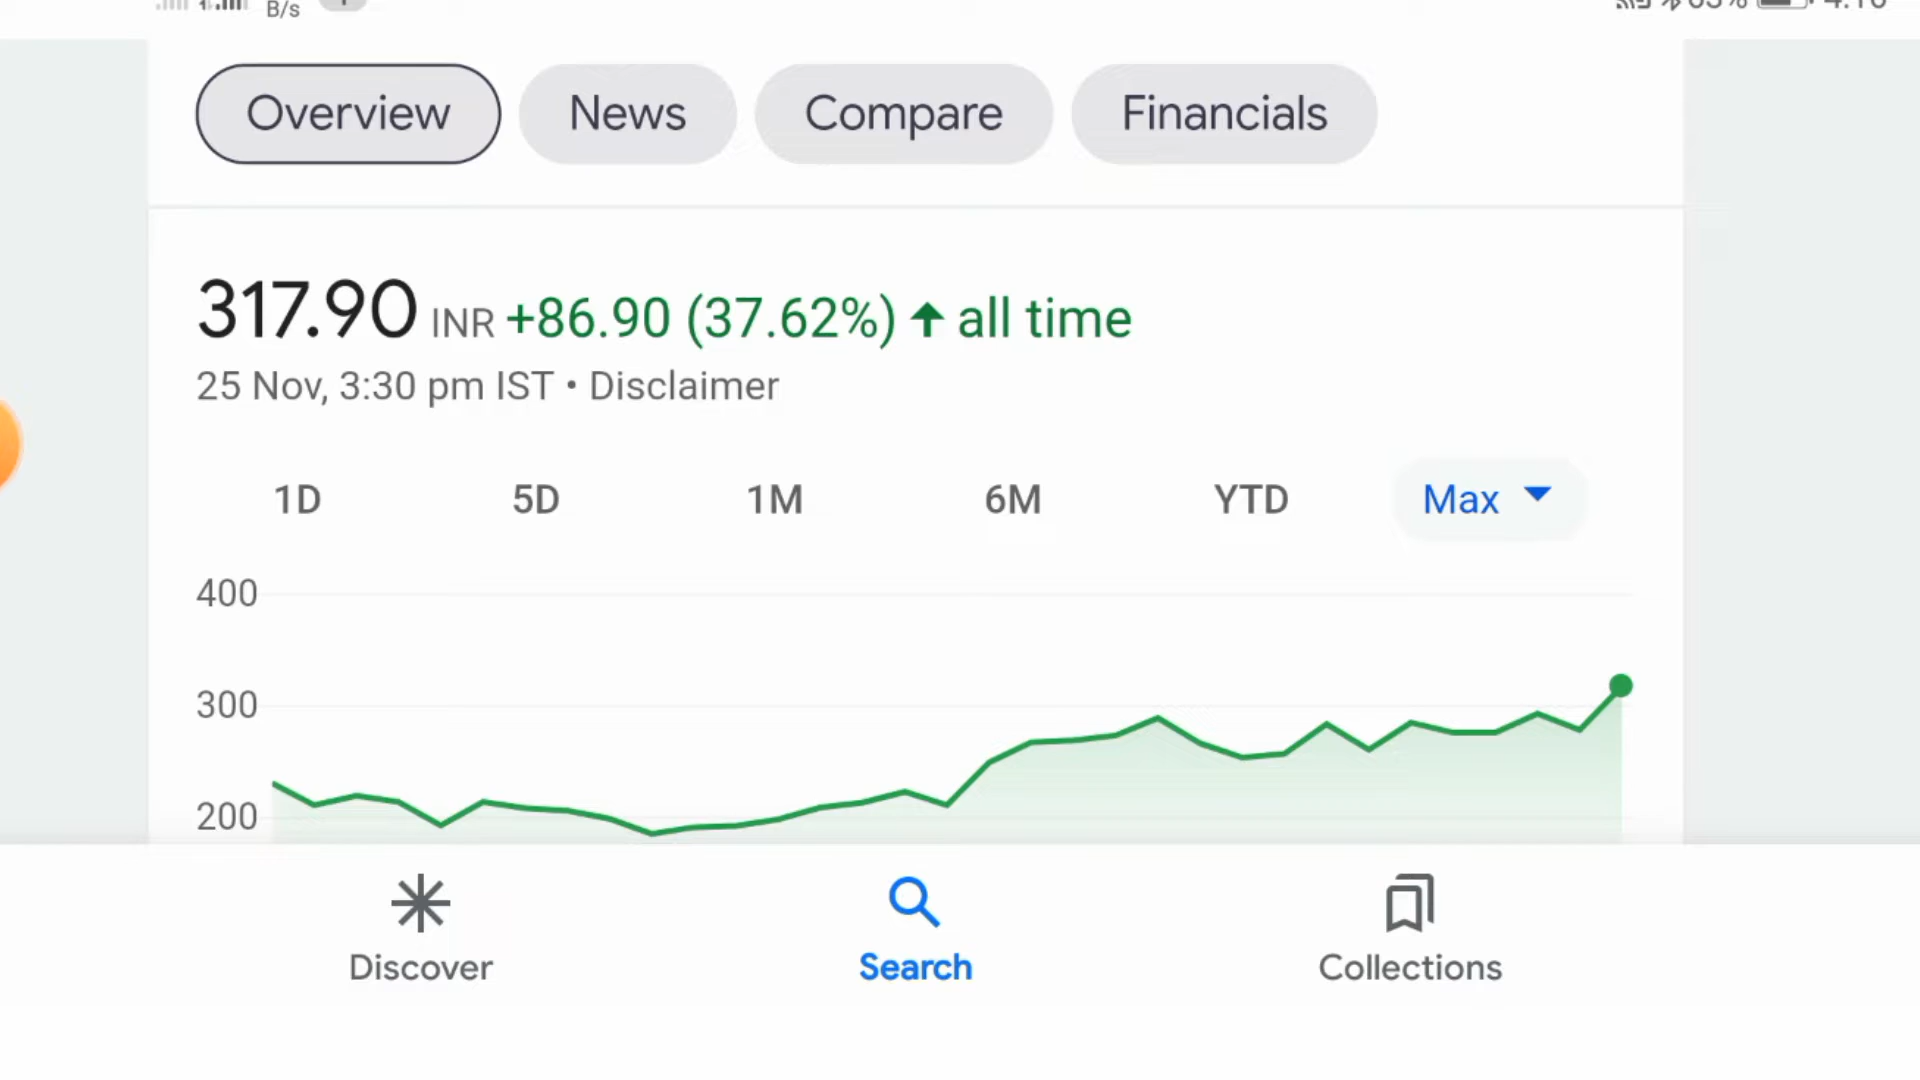 B/s
Overview News Compare Financials
317.90 INR +86.90 (37.62%) ↑ all time
25 Nov, 3:30 pm IST • Disclaimer
1D 5D 1M 6M YTD Max
400
300
200
Discover Search Collections